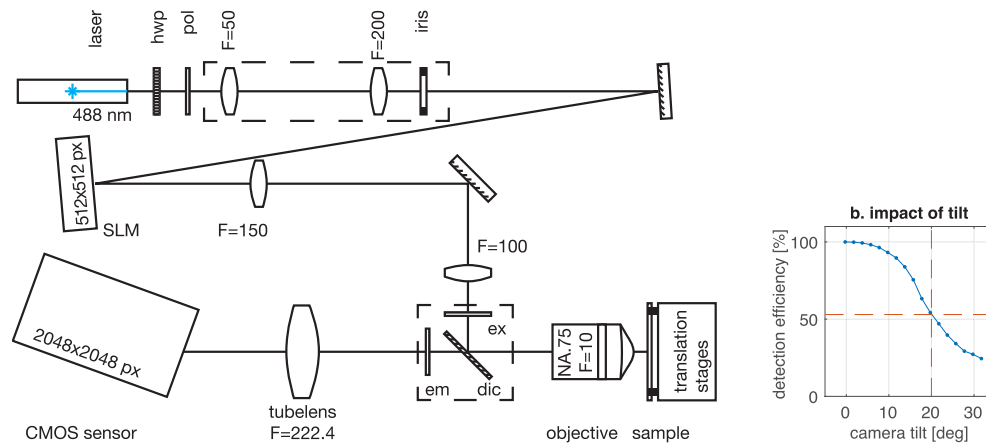 laser
hwp
pol
F=50
F=200
iris
488 nm
512x512 px
SLM
F=150
F=100
ex
2048x2048 px
em
dic
NA.75
F=10
translation
stages
tubelens
F=222.4
CMOS sensor
objective
sample
b. impact of tilt
detection efficiency [%]
100
50
0
0
10
20
30
camera tilt [deg]